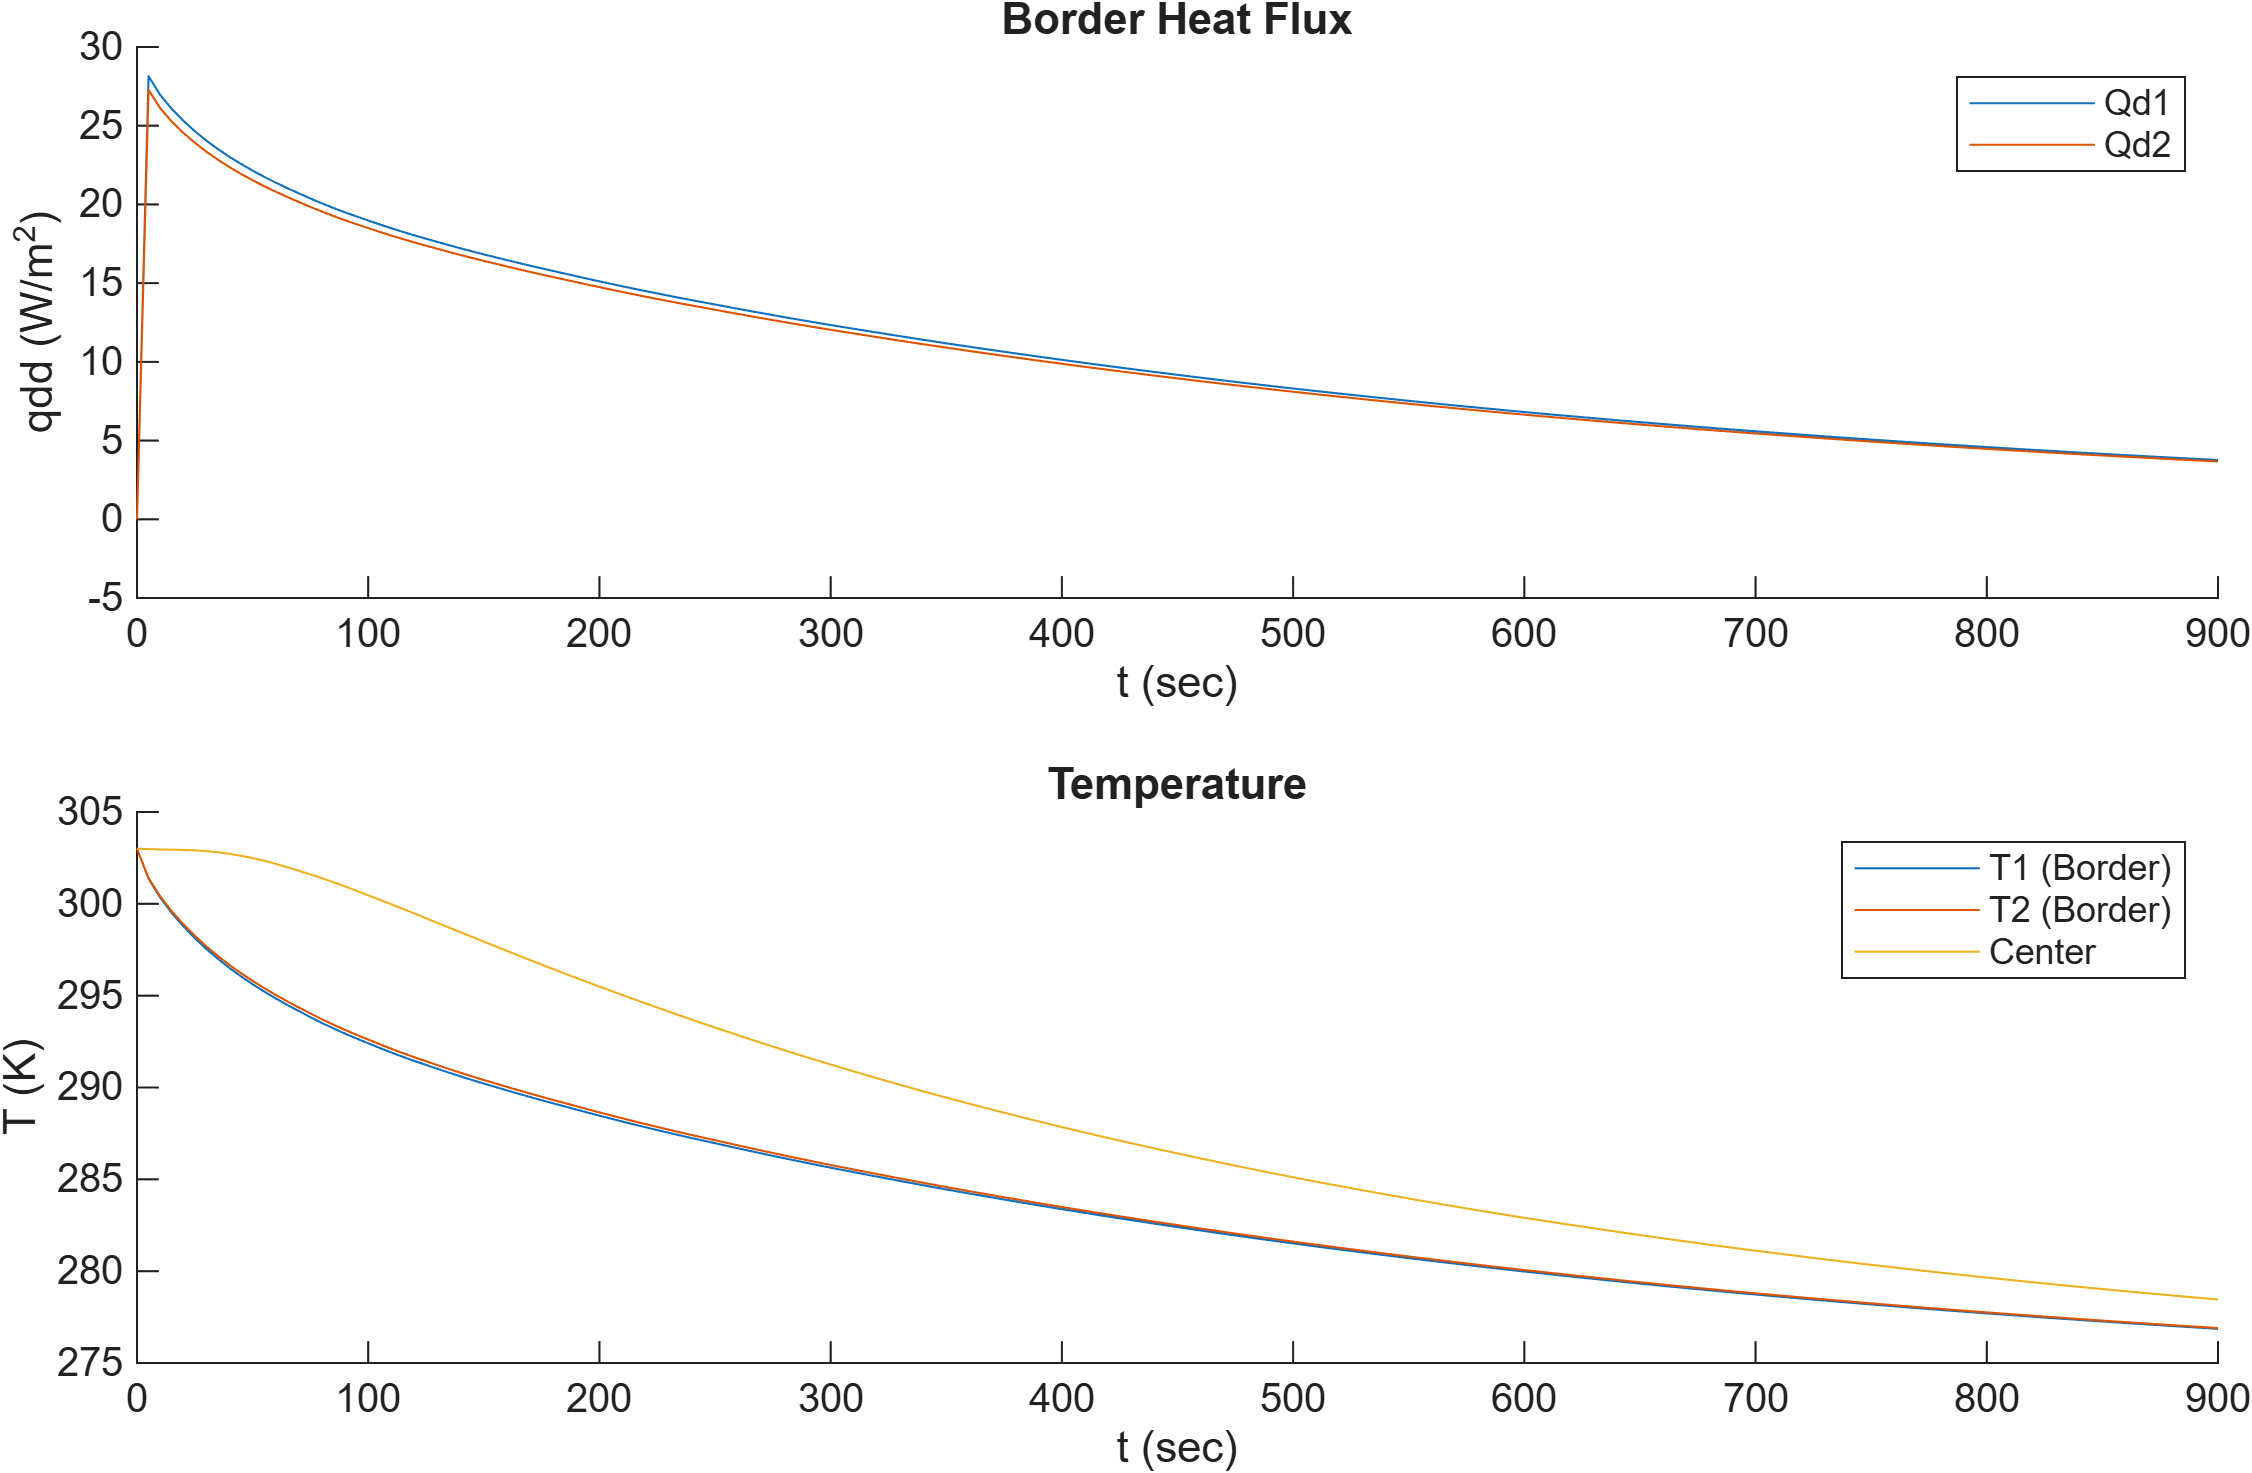 Border Heat Flux
30
25
20
15
10
5
0
-5
qdd (W/m²)
Qd1
Qd2
0 100 200 300 400 500 600 700 800 900
t (sec)
Temperature
305
300
295
290
285
280
275
T (K)
T1 (Border)
T2 (Border)
Center
0 100 200 300 400 500 600 700 800 900
t (sec)